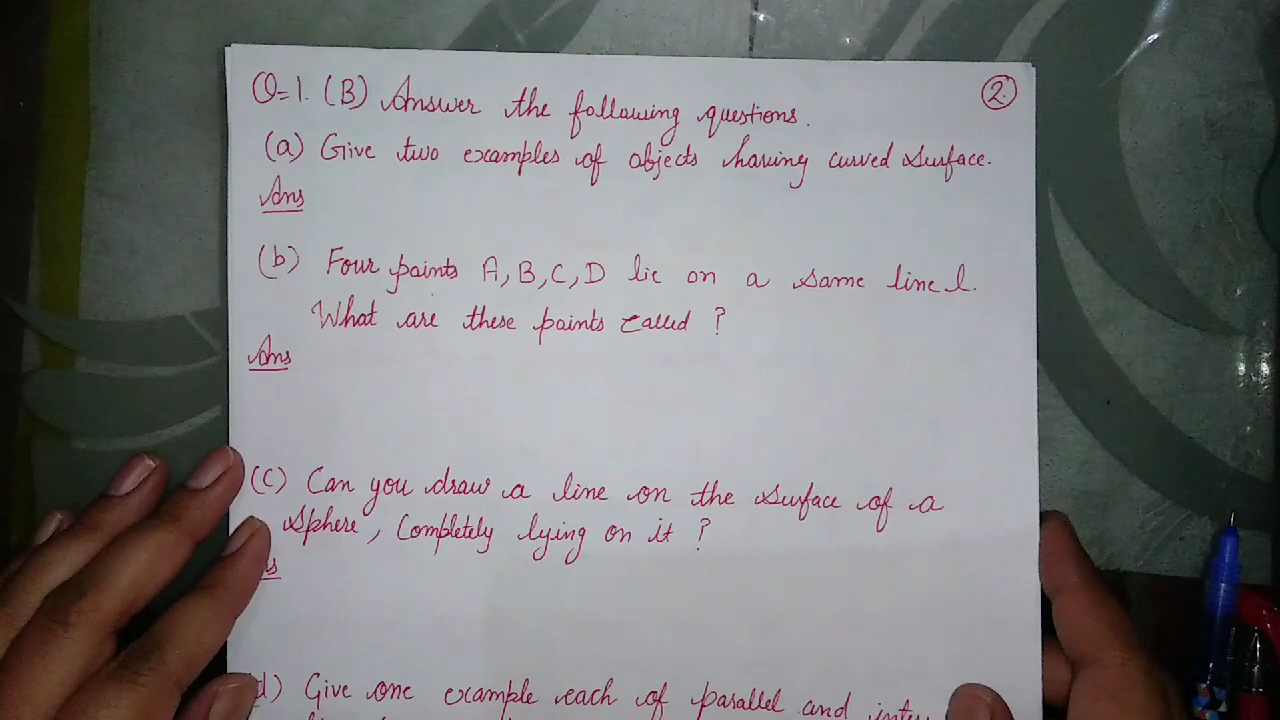 Q=1. (B) Answer the following questions.
2.
(a) Give two examples of objects having curved surface.
Ans
(b) Four points A, B, C, D lie on a same line l.
What are these points called ?
Ans
(c) Can you draw a line on the surface of a
Sphere, Completely lying on it ?
d) Give one example each of parallel and